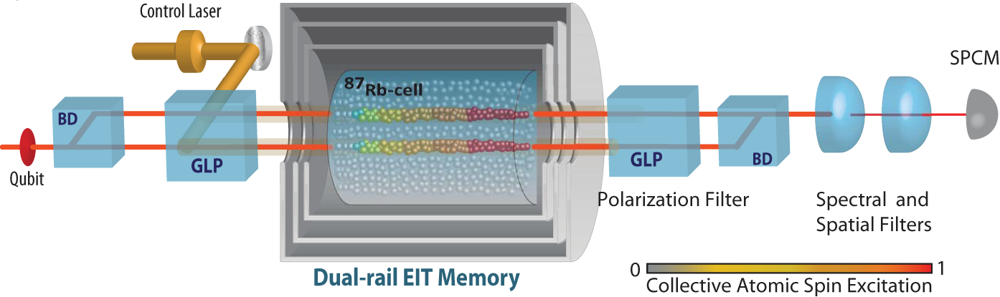 Control Laser
SPCM
87Rb-cell
BD
Qubit
GLP
GLP
BD
Polarization Filter
Spectral and
Spatial Filters
Dual-rail EIT Memory
0
1
Collective Atomic Spin Excitation